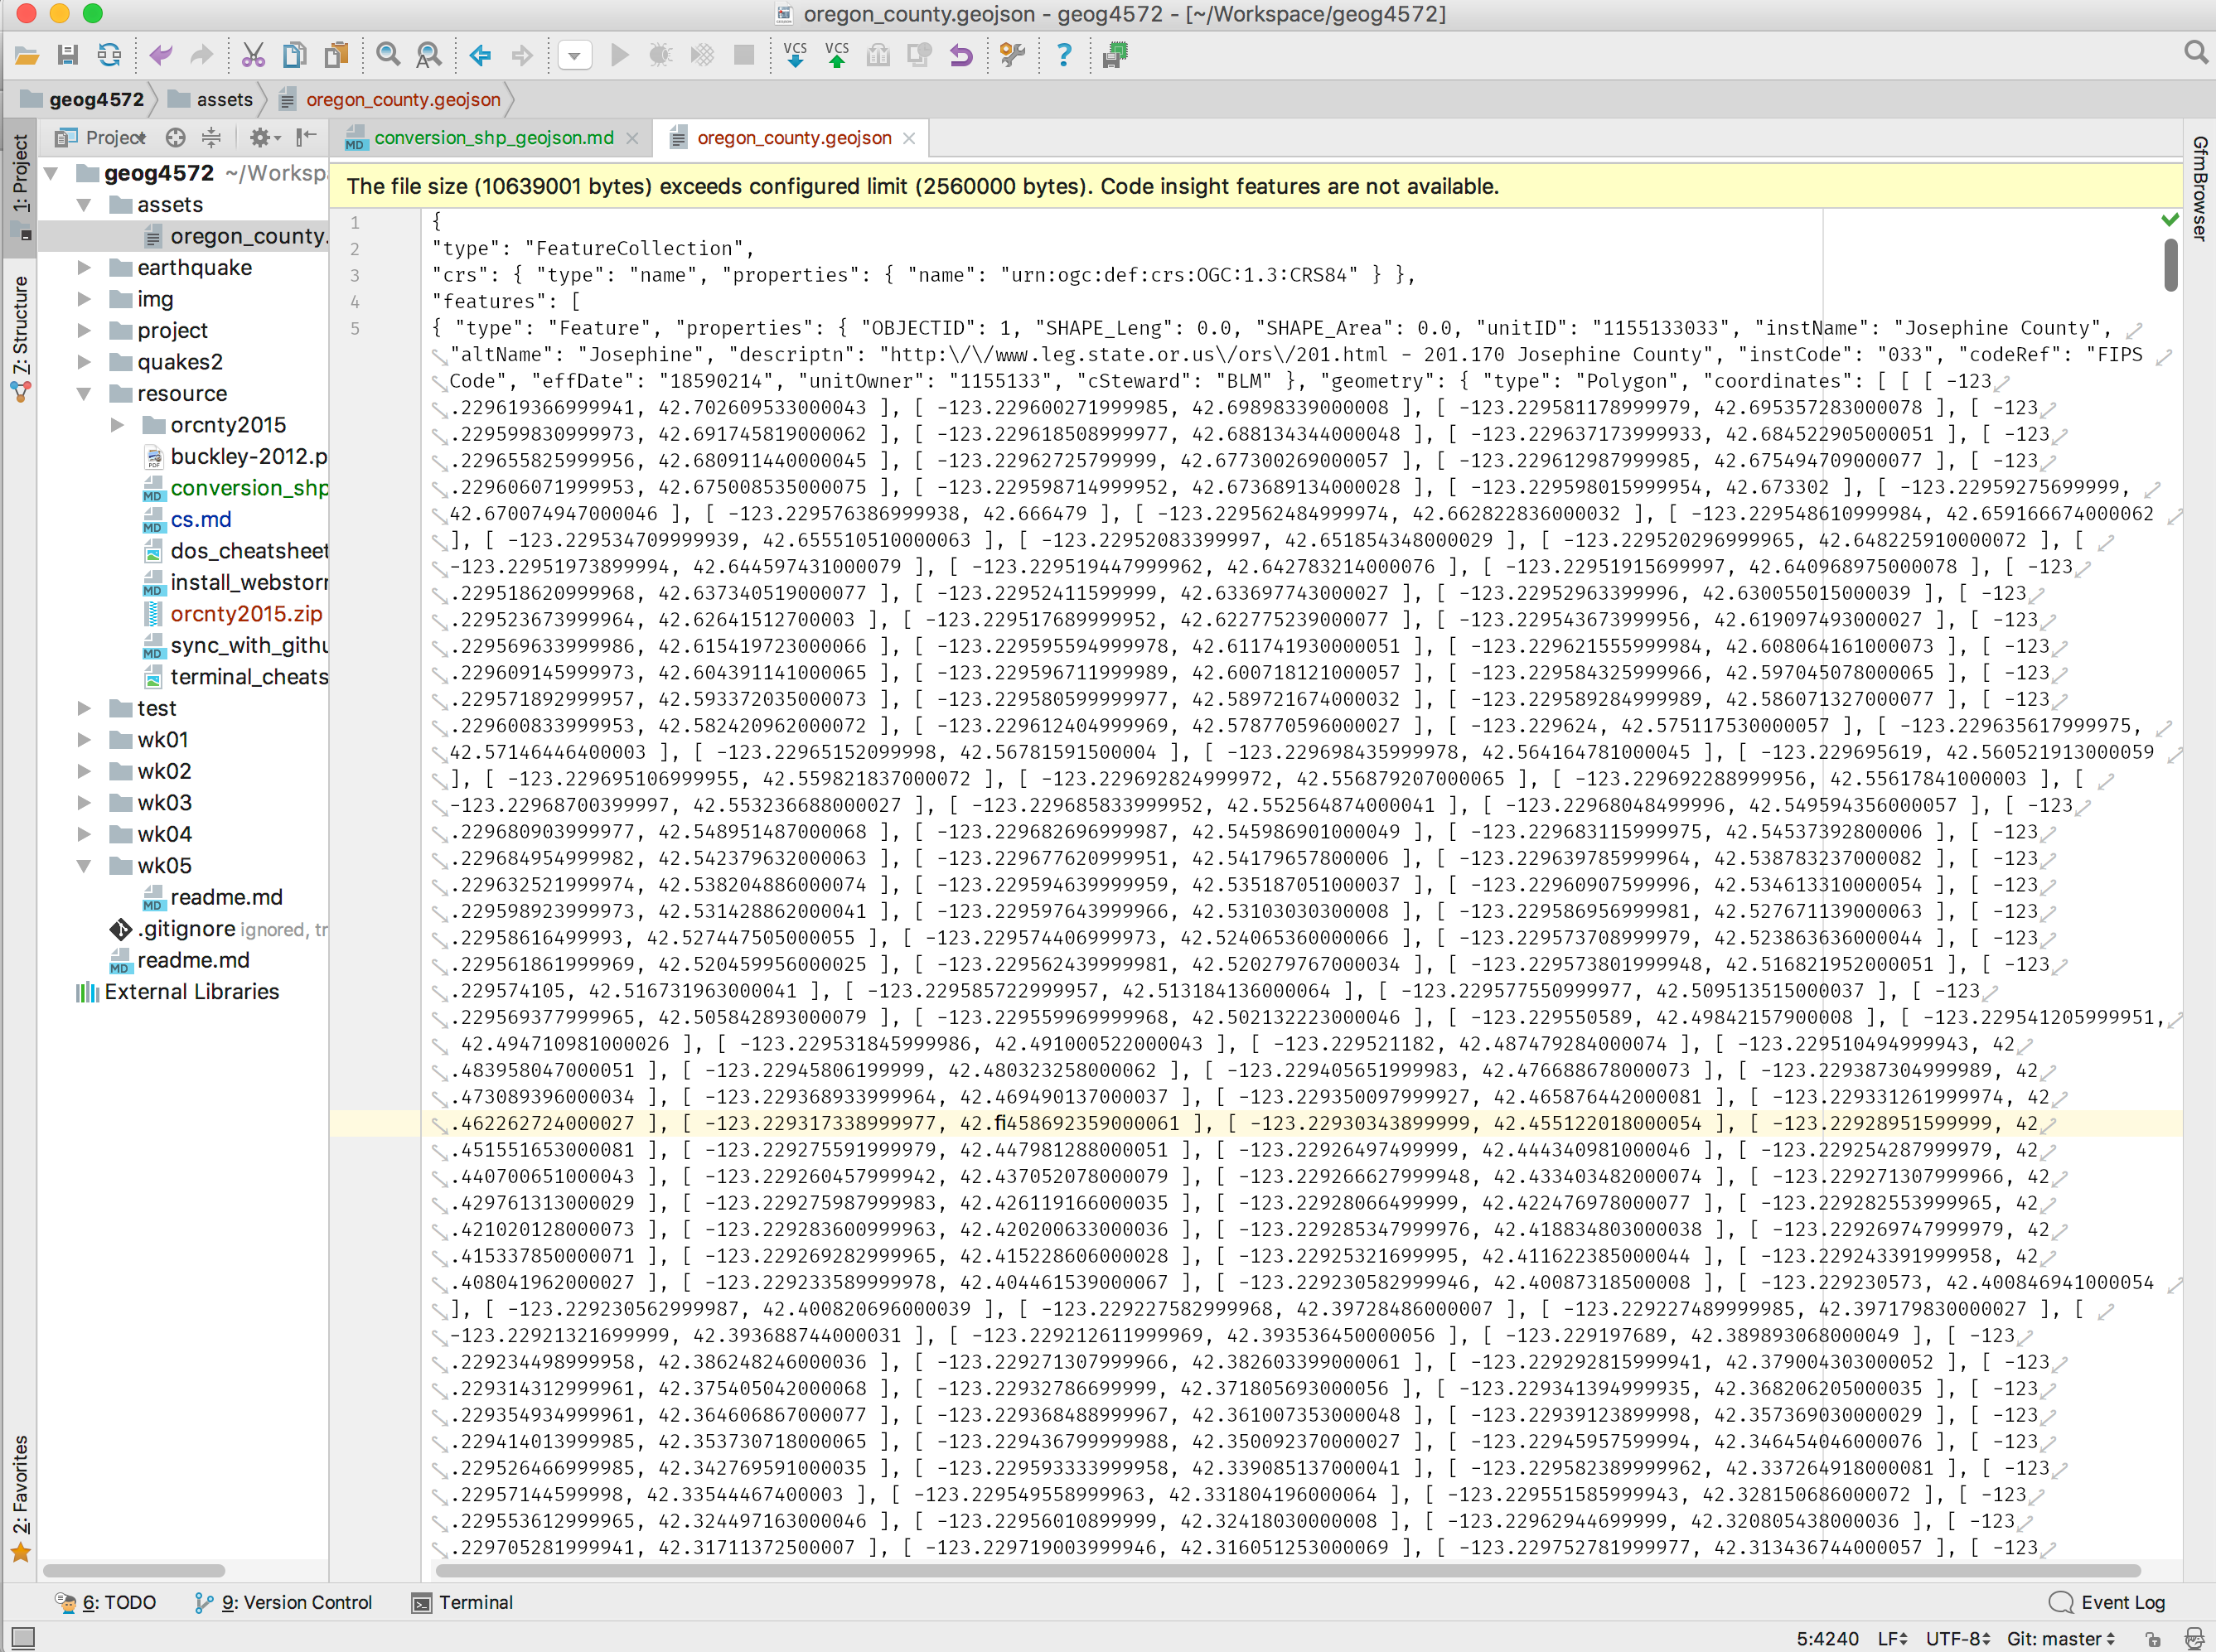 oregon_county.geojson - geog4572 - [~/Workspace/geog4572]
VCS VCS
geog4572 assets oregon_county.geojson
Project
conversion_shp_geojson.md oregon_county.geojson
1: Project
7: Structure
2: Favorites
GfmBrowser
geog4572 ~/Worksp
assets
oregon_county.
earthquake
img
project
quakes2
resource
orcnty2015
buckley-2012.p
conversion_shp
cs.md
dos_cheatsheet
install_webstorr
orcnty2015.zip
sync_with_githu
terminal_cheats
test
wk01
wk02
wk03
wk04
wk05
readme.md
.gitignore ignored, tr
readme.md
External Libraries
The file size (10639001 bytes) exceeds configured limit (2560000 bytes). Code insight features are not available.
1 {
2 "type": "FeatureCollection",
3 "crs": { "type": "name", "properties": { "name": "urn:ogc:def:crs:OGC:1.3:CRS84" } },
4 "features": [
5 { "type": "Feature", "properties": { "OBJECTID": 1, "SHAPE_Leng": 0.0, "SHAPE_Area": 0.0, "unitID": "1155133033", "instName": "Josephine County",
"altName": "Josephine", "descriptn": "http:\/\/www.leg.state.or.us\/ors\/201.html - 201.170 Josephine County", "instCode": "033", "codeRef": "FIPS
Code", "effDate": "18590214", "unitOwner": "1155133", "cSteward": "BLM" }, "geometry": { "type": "Polygon", "coordinates": [ [ [ -123
.229619366999941, 42.702609533000043 ], [ -123.229600271999985, 42.69898339000008 ], [ -123.229581178999979, 42.695357283000078 ], [ -123
.229599830999973, 42.691745819000062 ], [ -123.229618508999977, 42.688134344000048 ], [ -123.229637173999933, 42.684522905000051 ], [ -123
.229655825999956, 42.680911440000045 ], [ -123.22962725799999, 42.677300269000057 ], [ -123.229612987999985, 42.675494709000077 ], [ -123
.229606071999953, 42.675008535000075 ], [ -123.229598714999952, 42.673689134000028 ], [ -123.229598015999954, 42.673302 ], [ -123.22959275699999,
42.670074947000046 ], [ -123.229576386999938, 42.666479 ], [ -123.229562484999974, 42.662822836000032 ], [ -123.229548610999984, 42.659166674000062
], [ -123.229534709999939, 42.655510510000063 ], [ -123.22952083399997, 42.651854348000029 ], [ -123.229520296999965, 42.648225910000072 ], [
-123.22951973899994, 42.644597431000079 ], [ -123.229519447999962, 42.642783214000076 ], [ -123.22951915699997, 42.640968975000078 ], [ -123
.229518620999968, 42.637340519000077 ], [ -123.22952411599999, 42.633697743000027 ], [ -123.22952963399996, 42.630055015000039 ], [ -123
.229523673999964, 42.62641512700003 ], [ -123.229517689999952, 42.622775239000077 ], [ -123.229543673999956, 42.619097493000027 ], [ -123
.229569633999986, 42.615419723000066 ], [ -123.229595594999978, 42.611741930000051 ], [ -123.229621555999984, 42.608064161000073 ], [ -123
.229609145999973, 42.604391141000065 ], [ -123.229596711999989, 42.600718121000057 ], [ -123.229584325999966, 42.597045078000065 ], [ -123
.229571892999957, 42.593372035000073 ], [ -123.229580599999977, 42.589721674000032 ], [ -123.229589284999989, 42.586071327000077 ], [ -123
.229600833999953, 42.582420962000072 ], [ -123.229612404999969, 42.578770596000027 ], [ -123.229624, 42.575117530000057 ], [ -123.229635617999975,
42.57146446400003 ], [ -123.22965152099998, 42.56781591500004 ], [ -123.229698435999978, 42.564164781000045 ], [ -123.229695619, 42.560521913000059
], [ -123.229695106999955, 42.559821837000072 ], [ -123.229692824999972, 42.556879207000065 ], [ -123.229692288999956, 42.55617841000003 ], [
-123.22968700399997, 42.553236688000027 ], [ -123.229685833999952, 42.552564874000041 ], [ -123.22968048499996, 42.549594356000057 ], [ -123
.229680903999977, 42.548951487000068 ], [ -123.229682696999987, 42.545986901000049 ], [ -123.229683115999975, 42.54537392800006 ], [ -123
.229684954999982, 42.542379632000063 ], [ -123.229677620999951, 42.54179657800006 ], [ -123.229639785999964, 42.538783237000082 ], [ -123
.229632521999974, 42.538204886000074 ], [ -123.229594639999959, 42.535187051000037 ], [ -123.22960907599996, 42.534613310000054 ], [ -123
.229598923999973, 42.531428862000041 ], [ -123.229597643999966, 42.53103030300008 ], [ -123.229586956999981, 42.527671139000063 ], [ -123
.22958616499993, 42.527447505000055 ], [ -123.229574406999973, 42.524065360000066 ], [ -123.229573708999979, 42.523863636000044 ], [ -123
.229561861999969, 42.520459956000025 ], [ -123.229562439999981, 42.520279767000034 ], [ -123.229573801999948, 42.516821952000051 ], [ -123
.229574105, 42.516731963000041 ], [ -123.229585722999957, 42.513184136000064 ], [ -123.229577550999977, 42.509513515000037 ], [ -123
.229569377999965, 42.505842893000079 ], [ -123.229559969999968, 42.502132223000046 ], [ -123.229550589, 42.49842157900008 ], [ -123.229541205999951,
42.494710981000026 ], [ -123.229531845999986, 42.491000522000043 ], [ -123.229521182, 42.487479284000074 ], [ -123.229510494999943, 42
.483958047000051 ], [ -123.22945806199999, 42.480323258000062 ], [ -123.229405651999983, 42.476688678000073 ], [ -123.229387304999989, 42
.473089396000034 ], [ -123.229368933999964, 42.469490137000037 ], [ -123.229350097999927, 42.465876442000081 ], [ -123.229331261999974, 42
.462262724000027 ], [ -123.229317338999977, 42.fi458692359000061 ], [ -123.22930343899999, 42.455122018000054 ], [ -123.22928951599999, 42
.451551653000081 ], [ -123.229275591999979, 42.447981288000051 ], [ -123.22926497499999, 42.444340981000046 ], [ -123.229254287999979, 42
.440700651000043 ], [ -123.229260457999942, 42.437052078000079 ], [ -123.229266627999948, 42.433403482000074 ], [ -123.229271307999966, 42
.429761313000029 ], [ -123.229275987999983, 42.426119166000035 ], [ -123.22928066499999, 42.422476978000077 ], [ -123.229282553999965, 42
.421020128000073 ], [ -123.229283600999963, 42.420200633000036 ], [ -123.229285347999976, 42.418834803000038 ], [ -123.229269747999979, 42
.415337850000071 ], [ -123.229269282999965, 42.415228606000028 ], [ -123.22925321699995, 42.411622385000044 ], [ -123.229243391999958, 42
.408041962000027 ], [ -123.229233589999978, 42.404461539000067 ], [ -123.229230582999946, 42.40087318500008 ], [ -123.229230573, 42.400846941000054
], [ -123.229230562999987, 42.400820696000039 ], [ -123.229227582999968, 42.39728486000007 ], [ -123.229227489999985, 42.397179830000027 ], [
-123.22921321699999, 42.393688744000031 ], [ -123.229212611999969, 42.393536450000056 ], [ -123.229197689, 42.389893068000049 ], [ -123
.229234498999958, 42.386248246000036 ], [ -123.229271307999966, 42.382603399000061 ], [ -123.229292815999941, 42.379004303000052 ], [ -123
.229314312999961, 42.375405042000068 ], [ -123.22932786699999, 42.371805693000056 ], [ -123.229341394999935, 42.368206205000035 ], [ -123
.229354934999961, 42.364606867000077 ], [ -123.229368488999967, 42.361007353000048 ], [ -123.22939123899998, 42.357369030000029 ], [ -123
.229414013999985, 42.353730718000065 ], [ -123.229436799999988, 42.350092370000027 ], [ -123.22945957599994, 42.346454046000076 ], [ -123
.229526466999985, 42.342769591000035 ], [ -123.229593333999958, 42.339085137000041 ], [ -123.229582389999962, 42.337264918000081 ], [ -123
.22957144599998, 42.33544467400003 ], [ -123.229549558999963, 42.331804196000064 ], [ -123.229551585999943, 42.328150686000072 ], [ -123
.229553612999965, 42.324497163000046 ], [ -123.22956010899999, 42.32418030000008 ], [ -123.22962944699999, 42.320805438000036 ], [ -123
.229705281999941, 42.31711372500007 ], [ -123.229719003999946, 42.316051253000069 ], [ -123.229752781999977, 42.313436744000057 ], [ -123
6: TODO 9: Version Control Terminal Event Log
5:4240 LF UTF-8 Git: master